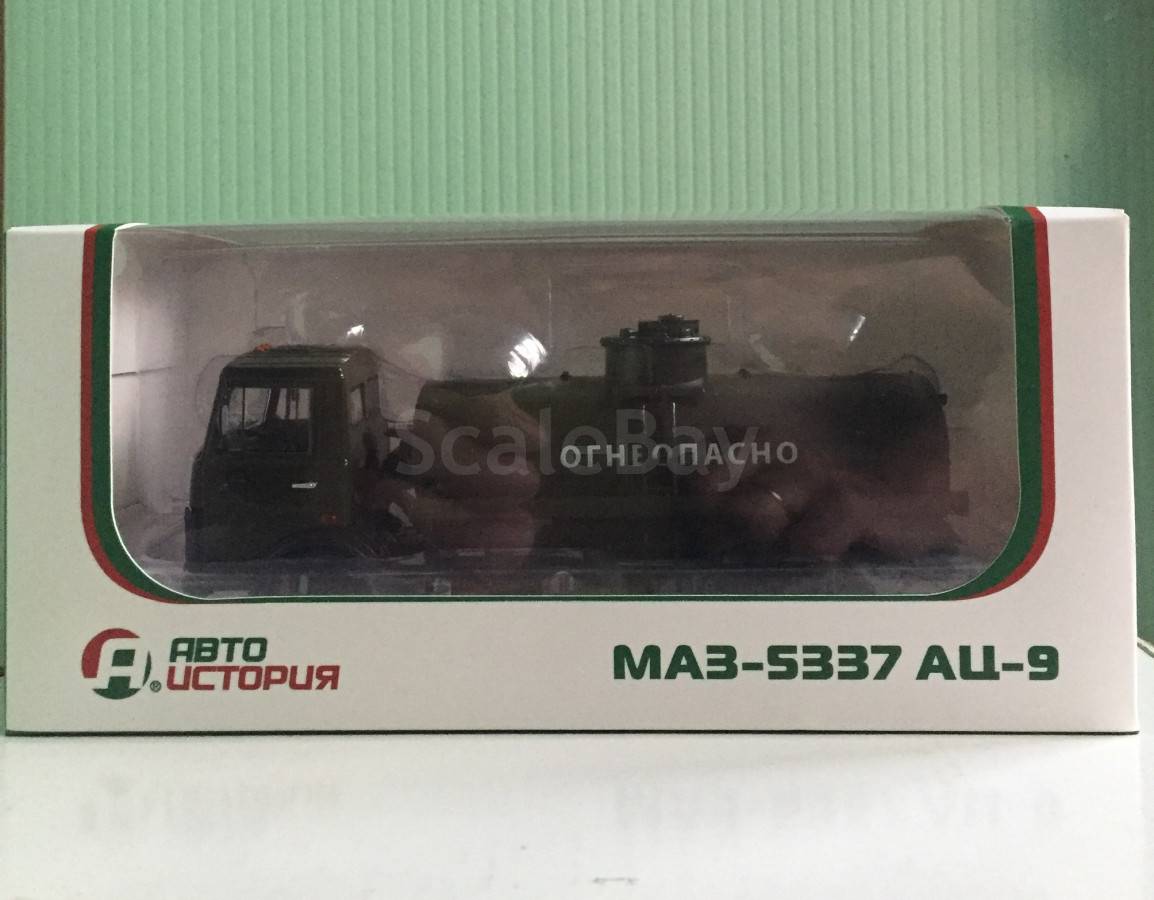 ScaleBay
ОГНЕОПАСНО
АВТО
ИСТОРИЯ®
МАЗ-5337 АЦ-9